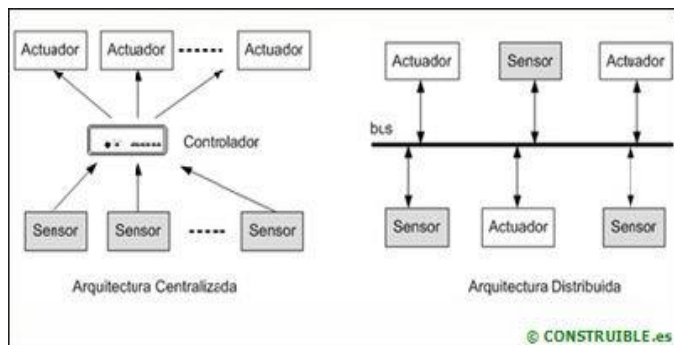 Actuador
Actuador
Actuador
Controlador
Sensor
Sensor
Sensor
Arquitectura Centralizada
Actuador
Sensor
Actuador
bus
Sensor
Actuador
Sensor
Arquitectura Distribuida
© CONSTRUIBLE.es